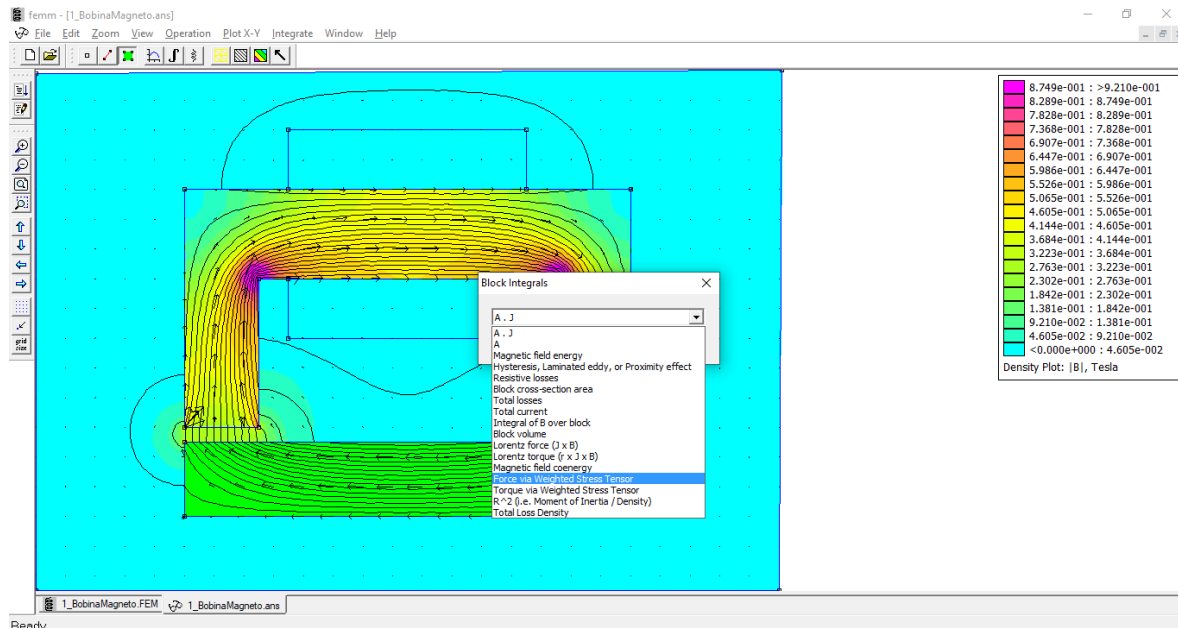 femm - [1_BobinaMagneto.ans]
File Edit Zoom View Operation Plot X-Y Integrate Window Help
grid size
8.749e-001 : >9.210e-001
8.289e-001 : 8.749e-001
7.828e-001 : 8.289e-001
7.368e-001 : 7.828e-001
6.907e-001 : 7.368e-001
6.447e-001 : 6.907e-001
5.986e-001 : 6.447e-001
5.526e-001 : 5.986e-001
5.065e-001 : 5.526e-001
4.605e-001 : 5.065e-001
4.144e-001 : 4.605e-001
3.684e-001 : 4.144e-001
3.223e-001 : 3.684e-001
2.763e-001 : 3.223e-001
2.302e-001 : 2.763e-001
1.842e-001 : 2.302e-001
1.381e-001 : 1.842e-001
9.210e-002 : 1.381e-001
4.605e-002 : 9.210e-002
<0.000e+000 : 4.605e-002
Density Plot: |B|, Tesla
Block Integrals
A . J
A . J
A
Magnetic field energy
Hysteresis, Laminated eddy, or Proximity effect
Resistive losses
Block cross-section area
Total losses
Total current
Integral of B over block
Block volume
Lorentz force (J x B)
Lorentz torque (r x J x B)
Magnetic field coenergy
Force via Weighted Stress Tensor
Torque via Weighted Stress Tensor
R^2 (i.e. Moment of Inertia / Density)
Total Loss Density
1_BobinaMagneto.FEM 1_BobinaMagneto.ans
Ready